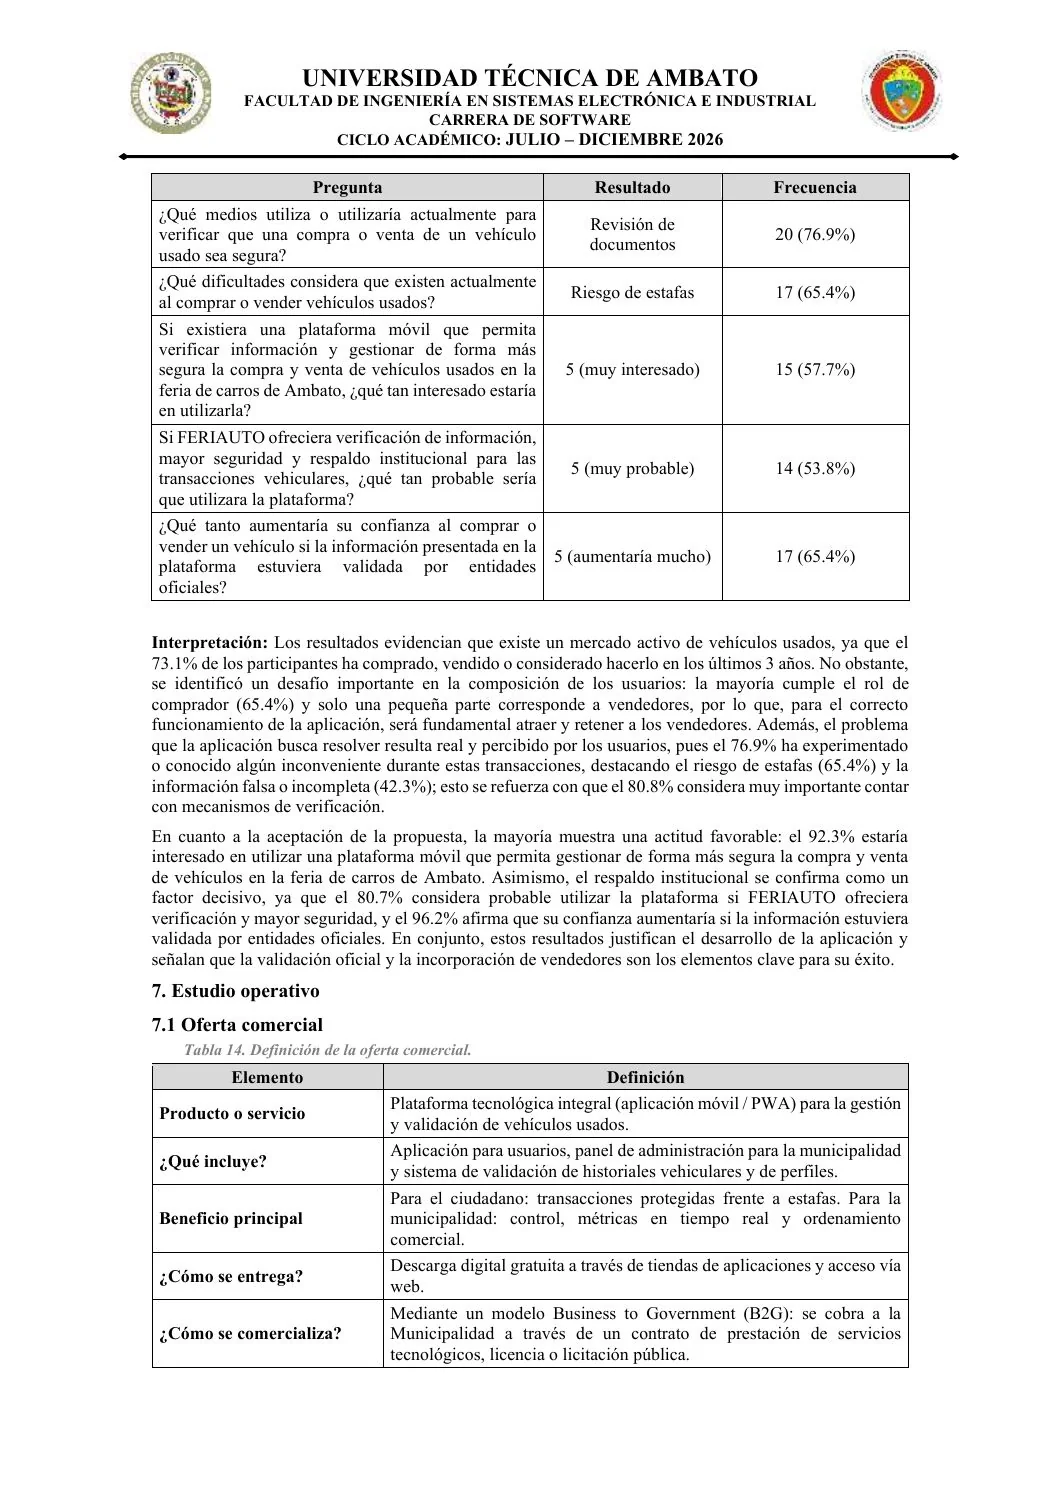 UNIVERSIDAD TÉCNICA DE AMBATO
FACULTAD DE INGENIERÍA EN SISTEMAS ELECTRÓNICA E INDUSTRIAL
CARRERA DE SOFTWARE
CICLO ACADÉMICO: JULIO – DICIEMBRE 2026
Pregunta Resultado Frecuencia
¿Qué medios utiliza o utilizaría actualmente para
verificar que una compra o venta de un vehículo
usado sea segura?
Revisión de
documentos
20 (76.9%)
¿Qué dificultades considera que existen actualmente
al comprar o vender vehículos usados?
Riesgo de estafas
17 (65.4%)
Si existiera una plataforma móvil que permita
verificar información y gestionar de forma más
segura la compra y venta de vehículos usados en la
feria de carros de Ambato, ¿qué tan interesado estaría
en utilizarla?
5 (muy interesado)
15 (57.7%)
Si FERIAUTO ofreciera verificación de información,
mayor seguridad y respaldo institucional para las
transacciones vehiculares, ¿qué tan probable sería
que utilizara la plataforma?
5 (muy probable)
14 (53.8%)
¿Qué tanto aumentaría su confianza al comprar o
vender un vehículo si la información presentada en la
plataforma estuviera validada por entidades
oficiales?
5 (aumentaría mucho)
17 (65.4%)
Interpretación: Los resultados evidencian que existe un mercado activo de vehículos usados, ya que el
73.1% de los participantes ha comprado, vendido o considerado hacerlo en los últimos 3 años. No obstante,
se identificó un desafío importante en la composición de los usuarios: la mayoría cumple el rol de
comprador (65.4%) y solo una pequeña parte corresponde a vendedores, por lo que, para el correcto
funcionamiento de la aplicación, será fundamental atraer y retener a los vendedores. Además, el problema
que la aplicación busca resolver resulta real y percibido por los usuarios, pues el 76.9% ha experimentado
o conocido algún inconveniente durante estas transacciones, destacando el riesgo de estafas (65.4%) y la
información falsa o incompleta (42.3%); esto se refuerza con que el 80.8% considera muy importante contar
con mecanismos de verificación.
En cuanto a la aceptación de la propuesta, la mayoría muestra una actitud favorable: el 92.3% estaría
interesado en utilizar una plataforma móvil que permita gestionar de forma más segura la compra y venta
de vehículos en la feria de carros de Ambato. Asimismo, el respaldo institucional se confirma como un
factor decisivo, ya que el 80.7% considera probable utilizar la plataforma si FERIAUTO ofreciera
verificación y mayor seguridad, y el 96.2% afirma que su confianza aumentaría si la información estuviera
validada por entidades oficiales. En conjunto, estos resultados justifican el desarrollo de la aplicación y
señalan que la validación oficial y la incorporación de vendedores son los elementos clave para su éxito.
7. Estudio operativo
7.1 Oferta comercial
Tabla 14. Definición de la oferta comercial.
Elemento Definición
Producto o servicio
Plataforma tecnológica integral (aplicación móvil / PWA) para la gestión
y validación de vehículos usados.
¿Qué incluye?
Aplicación para usuarios, panel de administración para la municipalidad
y sistema de validación de historiales vehiculares y de perfiles.
Beneficio principal
Para el ciudadano: transacciones protegidas frente a estafas. Para la
municipalidad: control, métricas en tiempo real y ordenamiento
comercial.
¿Cómo se entrega?
Descarga digital gratuita a través de tiendas de aplicaciones y acceso vía
web.
¿Cómo se comercializa?
Mediante un modelo Business to Government (B2G): se cobra a la
Municipalidad a través de un contrato de prestación de servicios
tecnológicos, licencia o licitación pública.